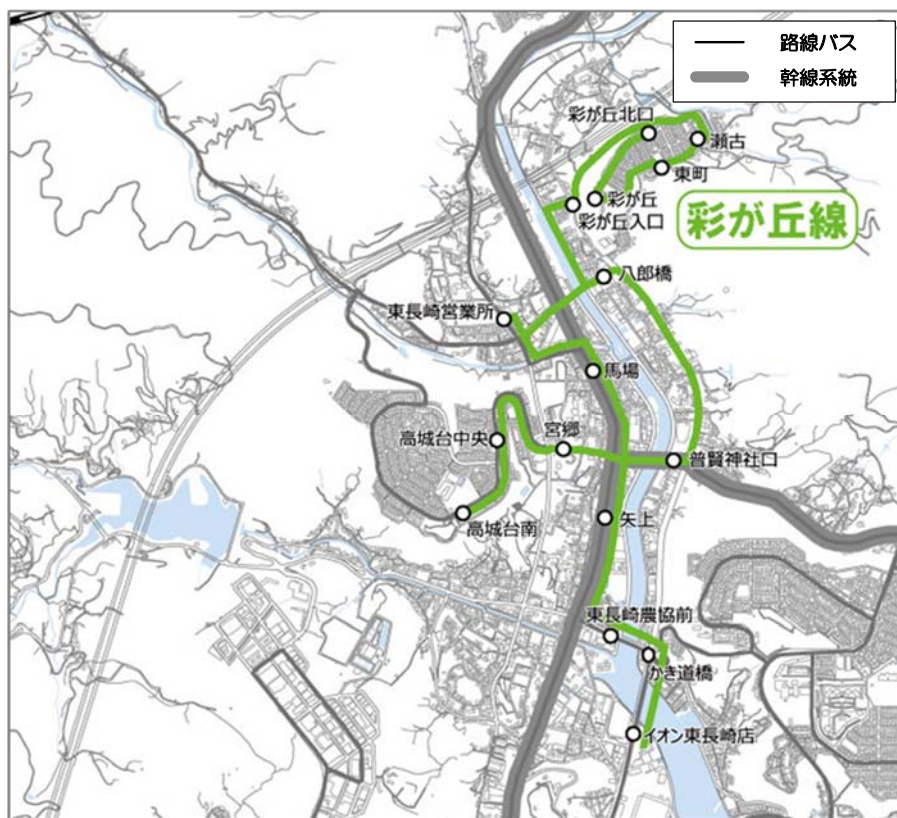 路線バス
幹線系統
彩が丘北口
瀬古
東町
彩が丘
彩が丘入口
彩が丘線
八郎橋
東長崎営業所
馬場
高城台中央
宮郷
普賢神社口
高城台南
矢上
東長崎農協前
かき道橋
イオン東長崎店